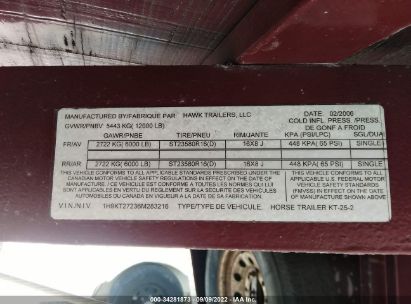 MANUFACTURED BY/FABRIQUE PAR: HAWK TRAILERS, LLC DATE: 02/2006
GVWR/PNBV 5443 KG( 12000 LB) COLD INFL. PRESS. /PRESS.
DE GONF A FROID
GAWR/PNBE TIRE/PNEU RIM/JANTE KPA (PSI/LPC) SGL/DUAL
FR/AV 2722 KG( 6000 LB) ST23580R16(D) 16X8 J 448 KPA( 65 PSI) SINGLE
RR/AR 2722 KG( 6000 LB) ST23580R16(D) 16X8 J 448 KPA( 65 PSI) SINGLE
THIS VEHICLE CONFORMS TO ALL APPLICABLE STANDARDS PRESCRIBED UNDER THE
CANADIAN MOTOR VEHICLE SAFETY REGULATIONS IN EFFECT ON THE DATE OF
MANUFACTURE. / CE VEHICULE EST CONFORME A TOUTES LES NORMES QUI LUI
SONT APPLICABLES EN VERTU DU REGLEMENT SUR LA SECURITE DES VEHICULES
AUTOMOBILES DU CANADA EN VIGUEUR A LA DATE DE SA FABRICATION.
THIS VEHICLE CONFORMS TO
ALL APPLICABLE U.S. FEDERAL
MOTOR VEHICLE SAFETY STANDARDS
(FMVSS) IN EFFECT ON THE DATE OF
MANUFACTURE SHOWN ABOVE.
V.I.N./N.I.V. 1H9KT27236M283216 TYPE/TYPE DE VEHICULE. HORSE TRAILER KT-25-2
000-34281873 09/09/2022 - Copart, Inc.